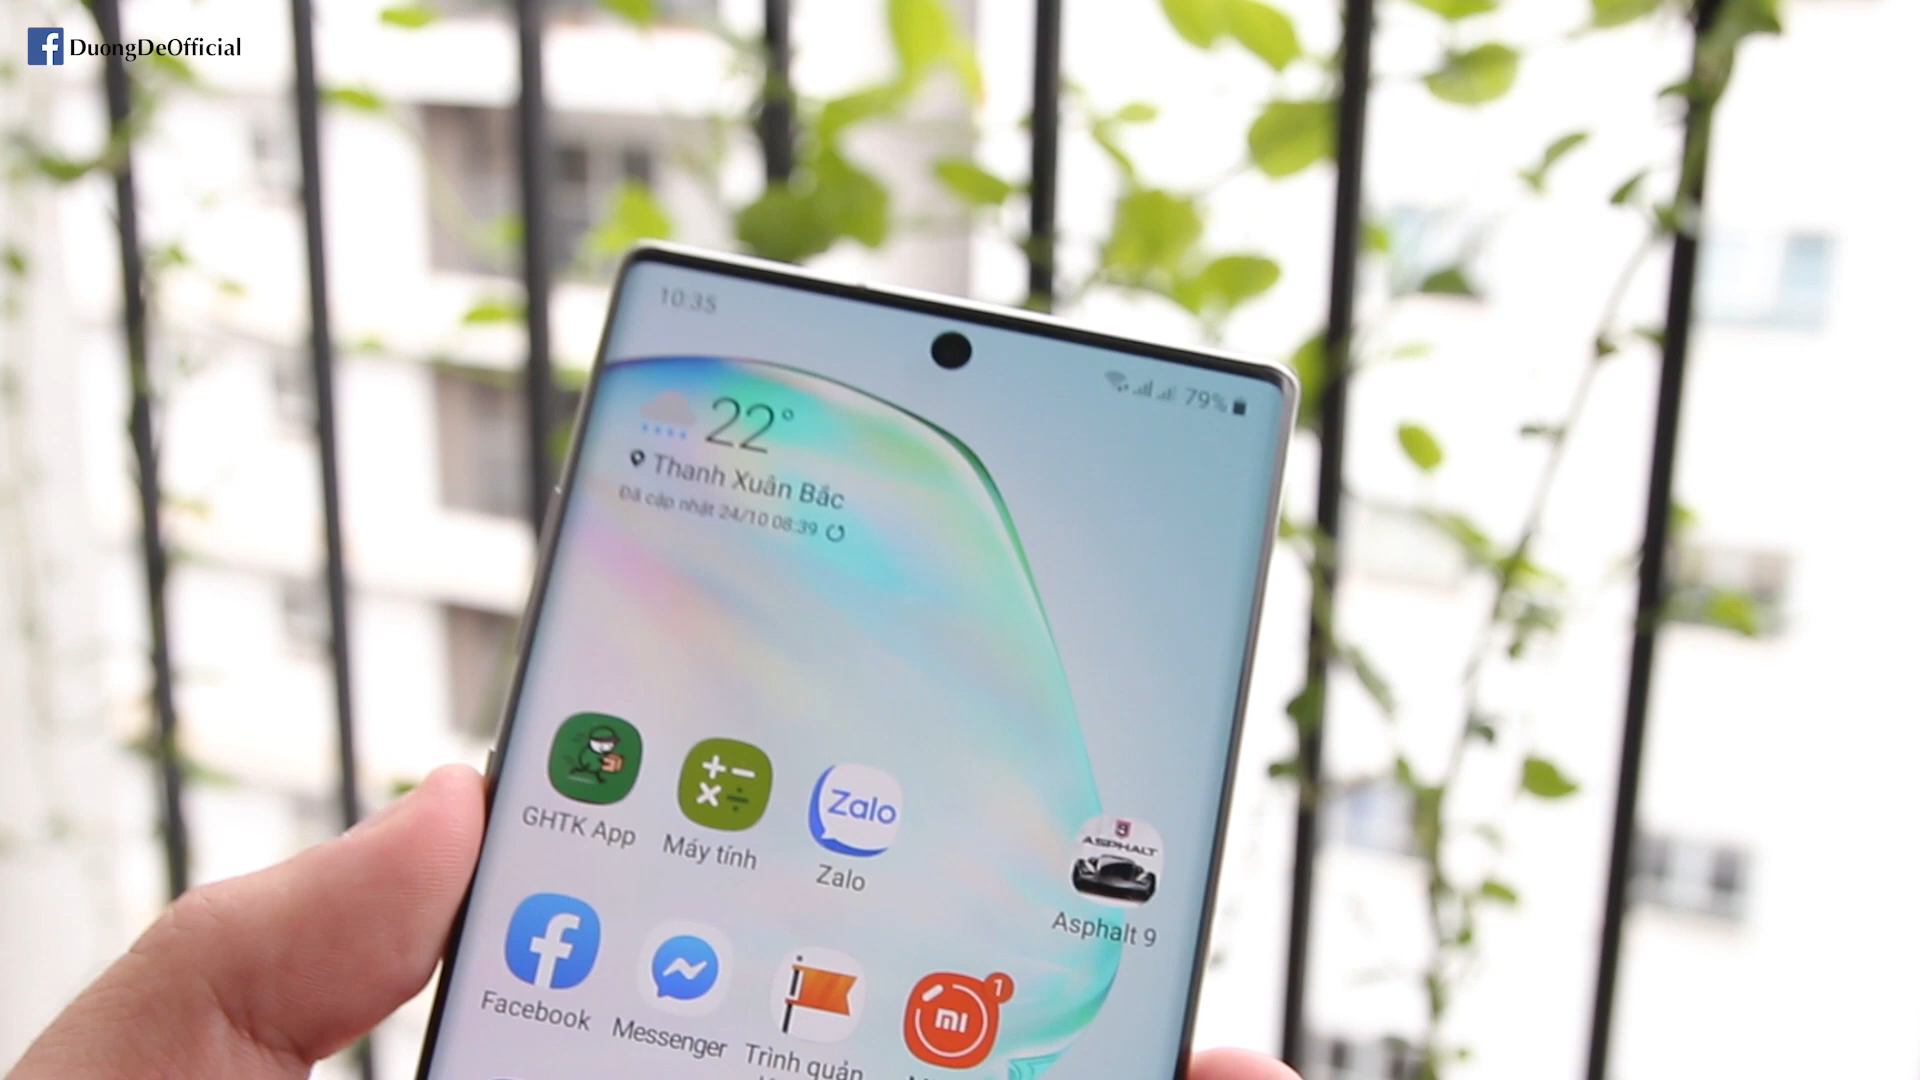 DuongDeOfficial
10:35
79%
22°
Thanh Xuân Bắc
Đã cập nhật 24/10 08:39
GHTK App
Máy tính
Zalo
Zalo
ASPHALT
Asphalt 9
Facebook
Messenger
Trình quản
1
MI